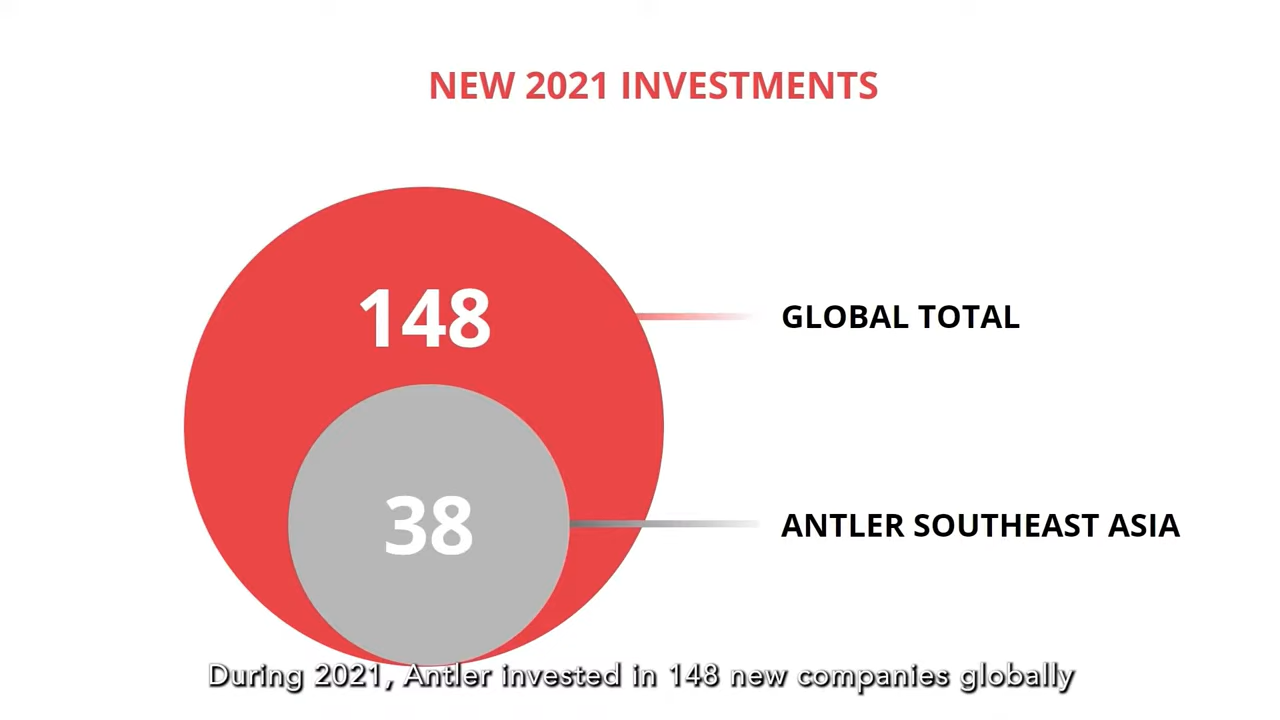 NEW 2021 INVESTMENTS
148
GLOBAL TOTAL
38
ANTLER SOUTHEAST ASIA
During 2021, Antler invested in 148 new companies globally